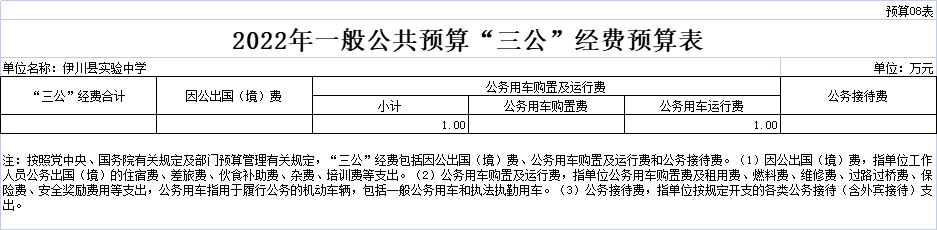 预算08表
2022年一般公共预算“三公”经费预算表
单位名称：伊川县实验中学 单位：万元
“三公”经费合计 因公出国（境）费 公务用车购置及运行费 公务接待费
小计 公务用车购置费 公务用车运行费
1.00 1.00
注：按照党中央、国务院有关规定及部门预算管理有关规定，“三公”经费包括因公出国（境）费、公务用车购置及运行费和公务接待费。（1）因公出国（境）费，指单位工作
人员公务出国（境）的住宿费、差旅费、伙食补助费、杂费、培训费等支出。（2）公务用车购置及运行费，指单位公务用车购置费及租用费、燃料费、维修费、过路过桥费、保
险费、安全奖励费用等支出，公务用车指用于履行公务的机动车辆，包括一般公务用车和执法执勤用车。（3）公务接待费，指单位按规定开支的各类公务接待（含外宾接待）支
出。